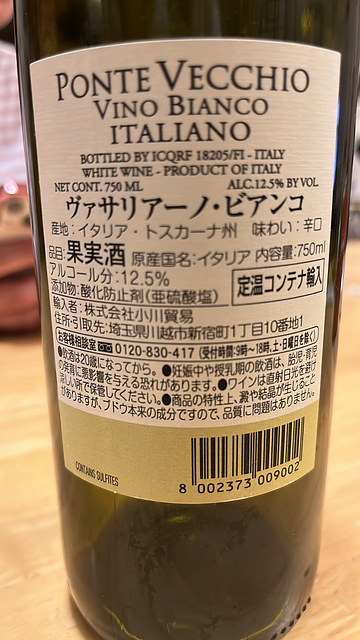 PONTE VECCHIO
VINO BIANCO
ITALIANO
BOTTLED BY ICQRF 18205/FI - ITALY
WHITE WINE - PRODUCT OF ITALY
NET CONT. 750 ML ALC.12.5% BY VOL.
ヴァサリアーノ・ビアンコ
産地:イタリア・トスカーナ州 味わい:辛口
品目:果実酒 原産国名:イタリア 内容量:750ml
アルコール分:12.5%
添加物:酸化防止剤(亜硫酸塩)
定温コンテナ輸入
輸入者:株式会社小川貿易
住所・引取先:埼玉県川越市新宿町1丁目10番地1
お客様相談室 0120-830-417 (受付時間:9時~18時,土・日曜日を除く)
●飲酒は20歳になってから。●妊娠中や授乳期の飲酒は、胎児・乳児
の発育に悪影響を与える恐れがあります。●ワインは直射日光を避け
涼しい所で保管してください。●商品の特性上、澱や結晶が生じること
がありますが、ブドウ本来の成分ですので、品質に問題はありません。
CONTAINS SULFITES
8 002373 009002